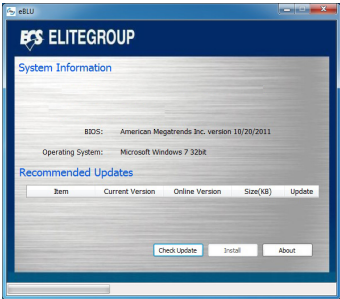 eBLU
ECS ELITEGROUP
System Information
BIOS: American Megatrends Inc. version 10/20/2011
Operating System: Microsoft Windows 7 32bit
Recommended Updates
Item Current Version Online Version Size(KB) Update
Check Update Install About